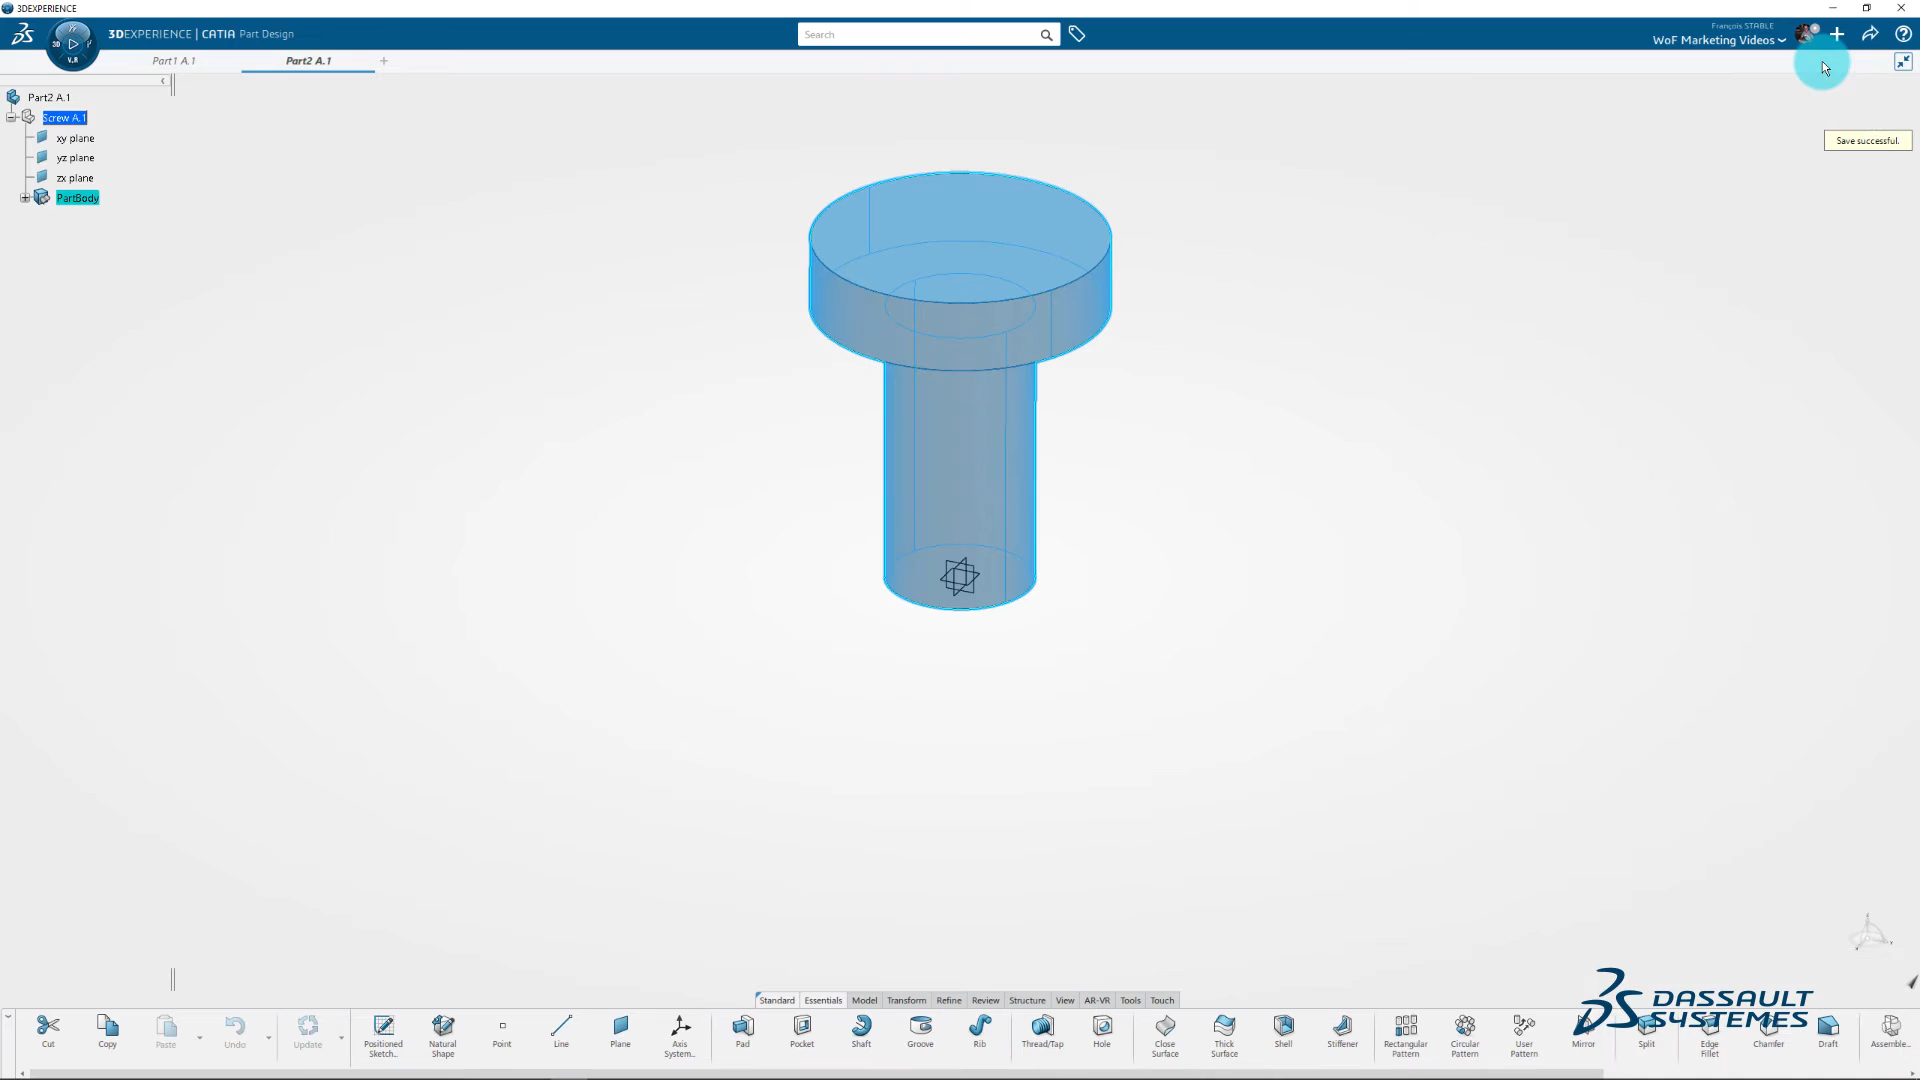 3DEXPERIENCE
3DEXPERIENCE | CATIA Part Design
3D
V.R
Search
François STABLE
WoF Marketing Videos
Part1 A.1
Part2 A.1
Part2 A.1
Screw A.1
xy plane
yz plane
zx plane
PartBody
Save successful.
Standard Essentials Model Transform Refine Review Structure View AR-VR Tools Touch
DASSAULT
SYSTEMES
Cut
Copy
Paste
Undo
Update
Positioned
Sketch...
Natural
Shape
Point
Line
Plane
Axis
System...
Pad
Pocket
Shaft
Groove
Rib
Thread/Tap
Hole
Close
Surface
Thick
Surface
Shell
Stiffener
Rectangular
Pattern
Circular
Pattern
User
Pattern
Mirror
Split
Edge
Fillet
Chamfer
Draft
Assemble...